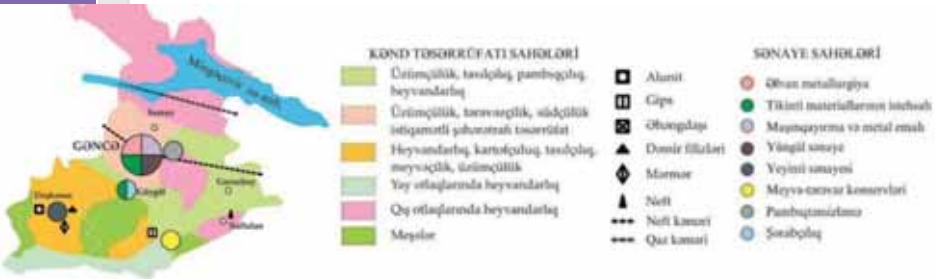 Mingəçevir su anb.
Samux
GƏNCƏ
Göygöl
Goranboy
Daşkəsən
Naftalan
KƏND TƏSƏRRÜFATI SAHƏLƏRİ
Üzümçülük, taxılçılıq, pambıqçılıq,
heyvandarlıq
Üzümçülük, tərəvəzçilik, südçülük
istiqamətli şəhərətrafı təsərrüfat
Heyvandarlıq, kartofçuluq, taxılçılıq,
meyvəçilik, üzümçülük
Yay otlaqlarında heyvandarlıq
Qış otlaqlarında heyvandarlıq
Meşələr
Alunit
Gips
Əhəngdaşı
Dəmir filizləri
Mərmər
Neft
Neft kəməri
Qaz kəməri
SƏNAYE SAHƏLƏRİ
Əlvan metallurgiya
Tikinti materiallarının istehsalı
Maşınqayırma və metal emalı
Yüngül sənaye
Yeyinti sənayesi
Meyvə-tərəvəz konservləri
Pambıqtəmizləmə
Şərabçılıq